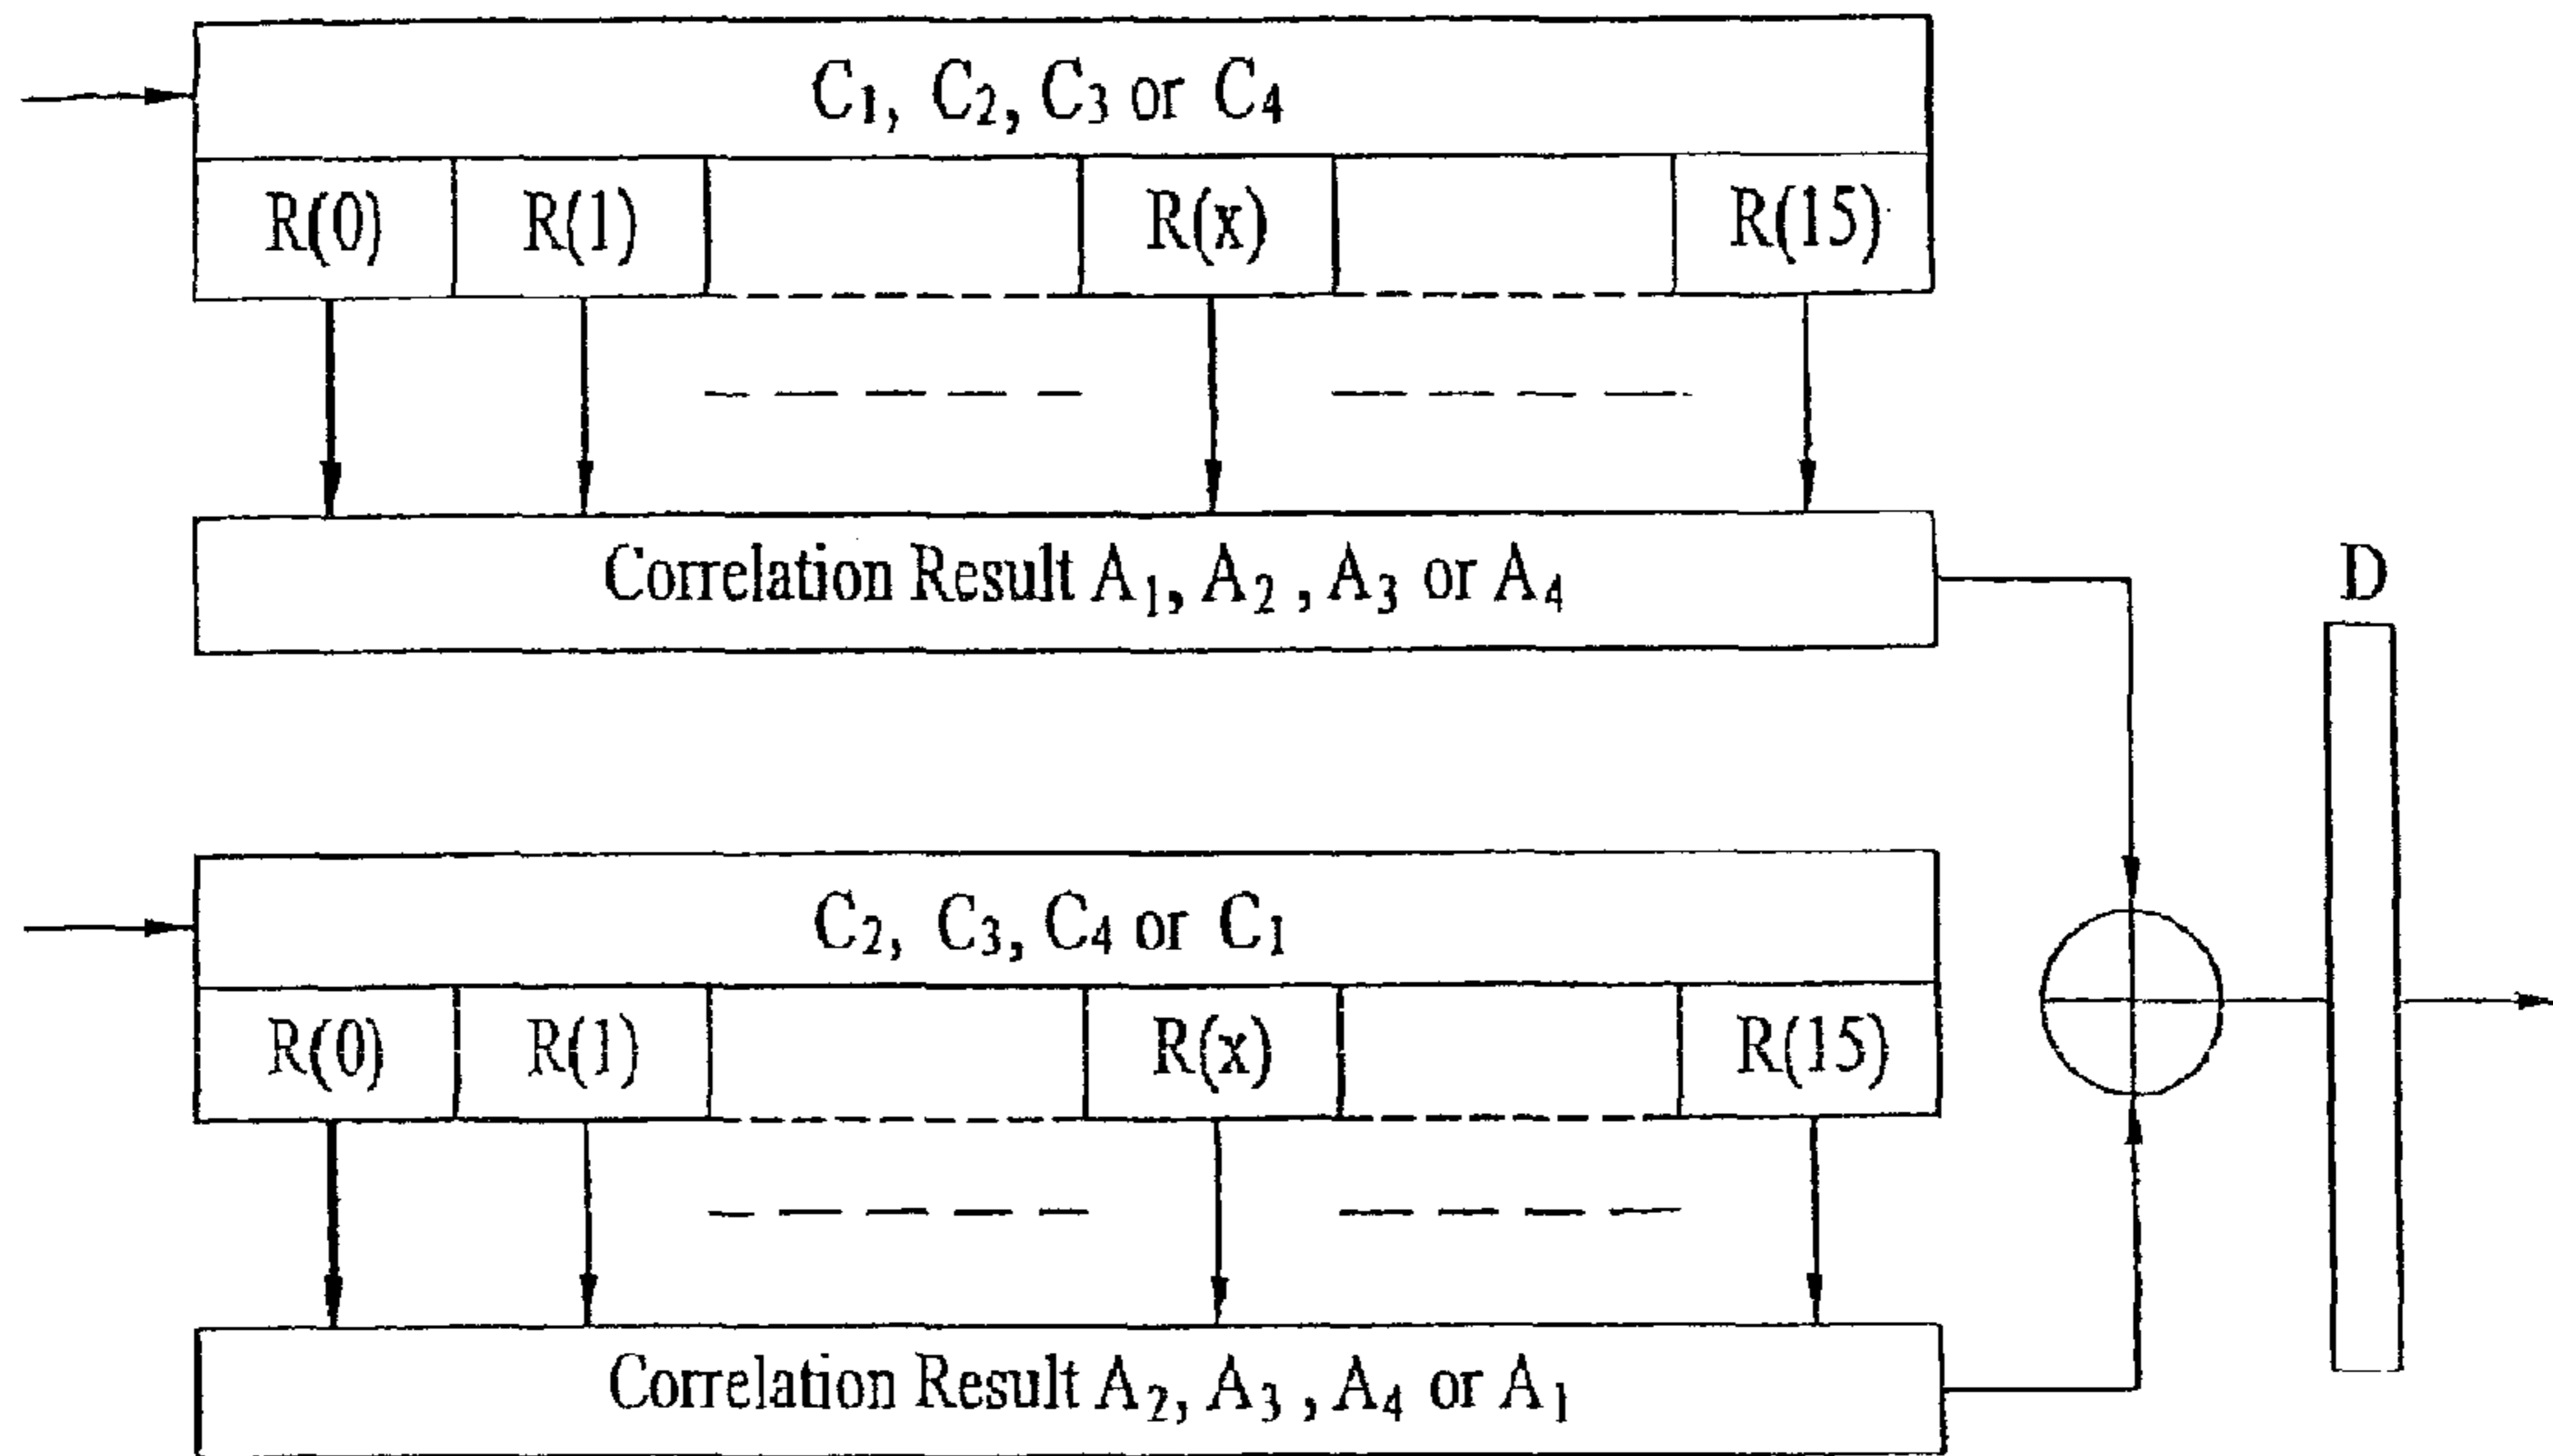 C₁, C₂, C₃ or C₄
R(0) R(1) R(x) R(15)
Correlation Result A₁, A₂ , A₃ or A₄
D
C₂, C₃, C₄ or C₁
R(0) R(1) R(x) R(15)
Correlation Result A₂, A₃ , A₄ or A₁